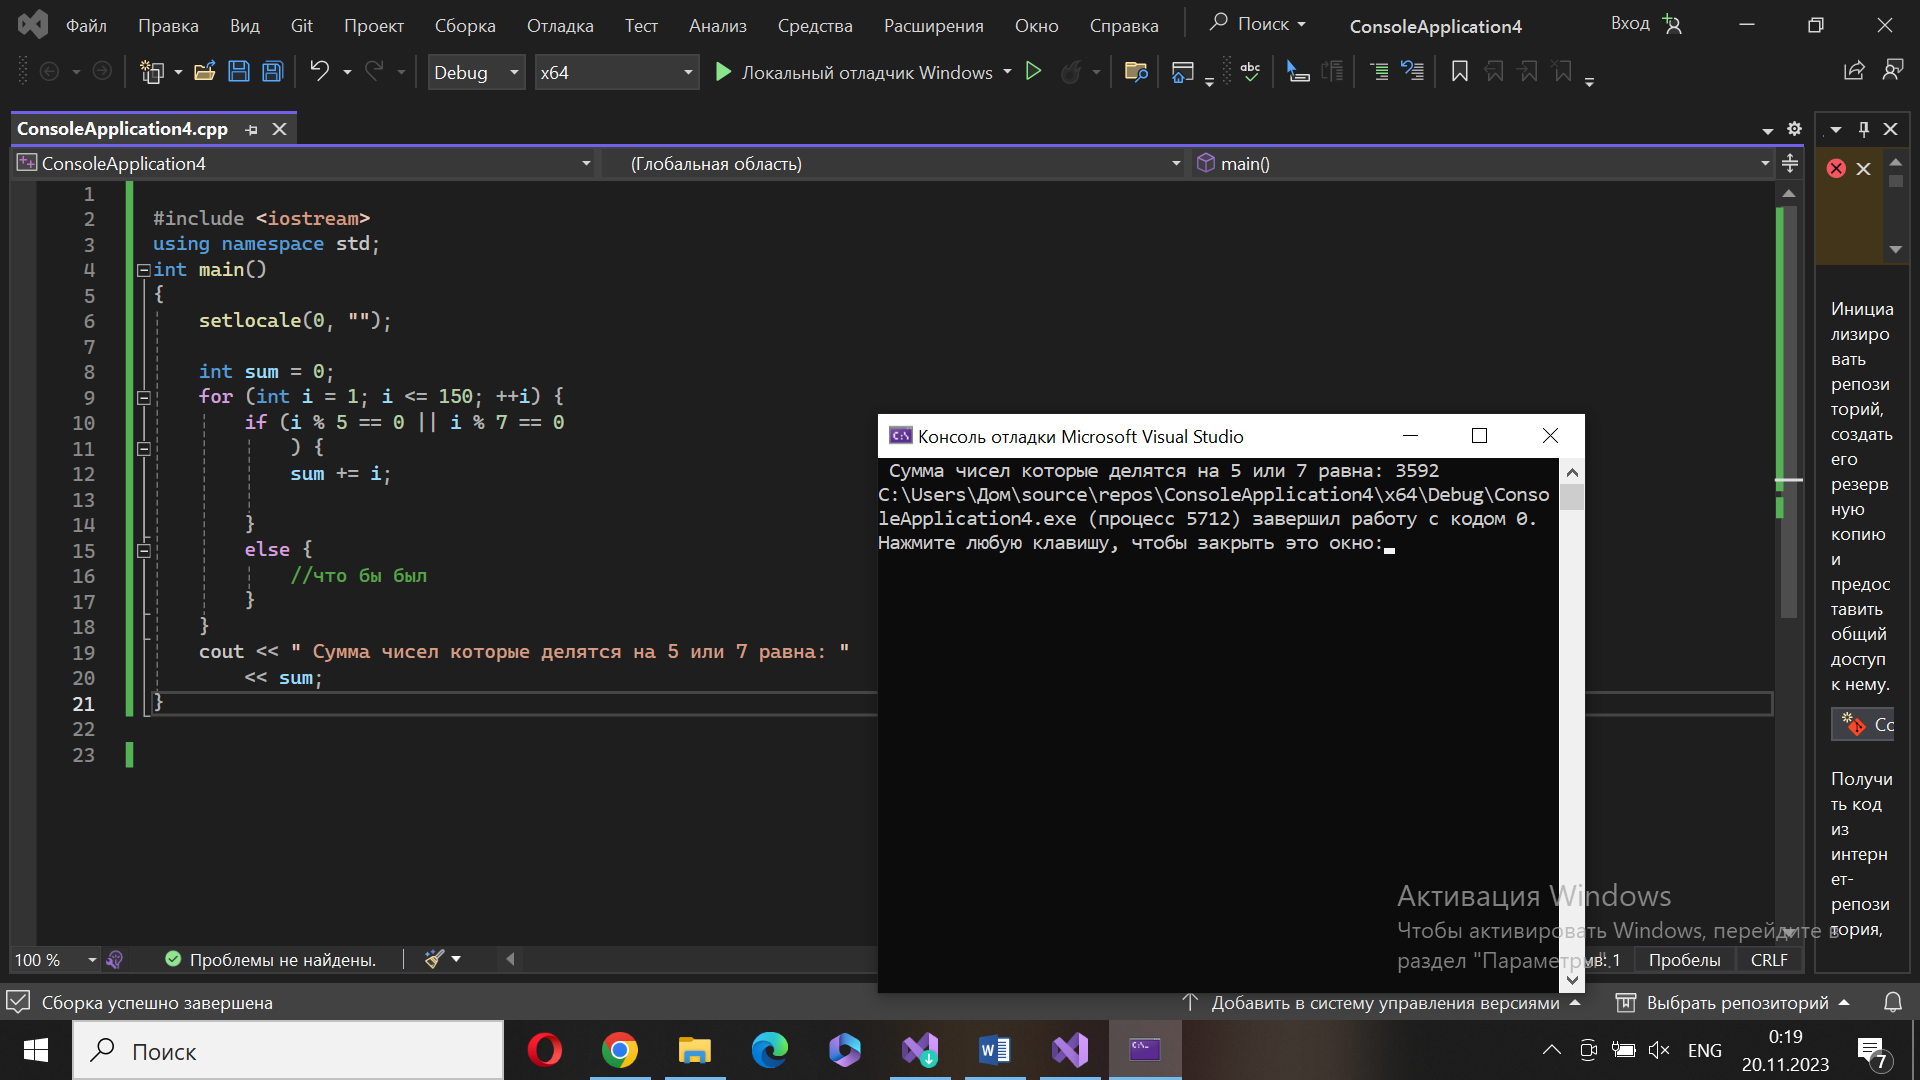 Файл Правка Вид Git Проект Сборка Отладка Тест Анализ Средства Расширения Окно Справка Поиск ConsoleApplication4 Вход
Debug x64 Локальный отладчик Windows abc
ConsoleApplication4.cpp
ConsoleApplication4 (Глобальная область) main()
1
2 #include <iostream>
3 using namespace std;
4 int main()
5 {
6 setlocale(0, "");
7
8 int sum = 0;
9 for (int i = 1; i <= 150; ++i) {
10 if (i % 5 == 0 || i % 7 == 0
11 ) {
12 sum += i;
13
14 }
15 else {
16 //что бы был
17 }
18 }
19 cout << " Сумма чисел которые делятся на 5 или 7 равна: "
20 << sum;
21 }
22
23
Консоль отладки Microsoft Visual Studio
Сумма чисел которые делятся на 5 или 7 равна: 3592
C:\Users\Дом\source\repos\ConsoleApplication4\x64\Debug\Conso
leApplication4.exe (процесс 5712) завершил работу с кодом 0.
Нажмите любую клавишу, чтобы закрыть это окно:
Инициа
лизиро
вать
репози
торий,
создать
его
резерв
ную
копию
и
предос
тавить
общий
доступ
к нему.
Со
Получи
ть код
из
интерн
ет-
репози
тория,
Активация Windows
Чтобы активировать Windows, перейдите в
раздел "Параметры".
100 % Проблемы не найдены. мв: 1 Пробелы CRLF
Сборка успешно завершена Добавить в систему управления версиями Выбрать репозиторий
Поиск ENG 0:19
20.11.2023 7